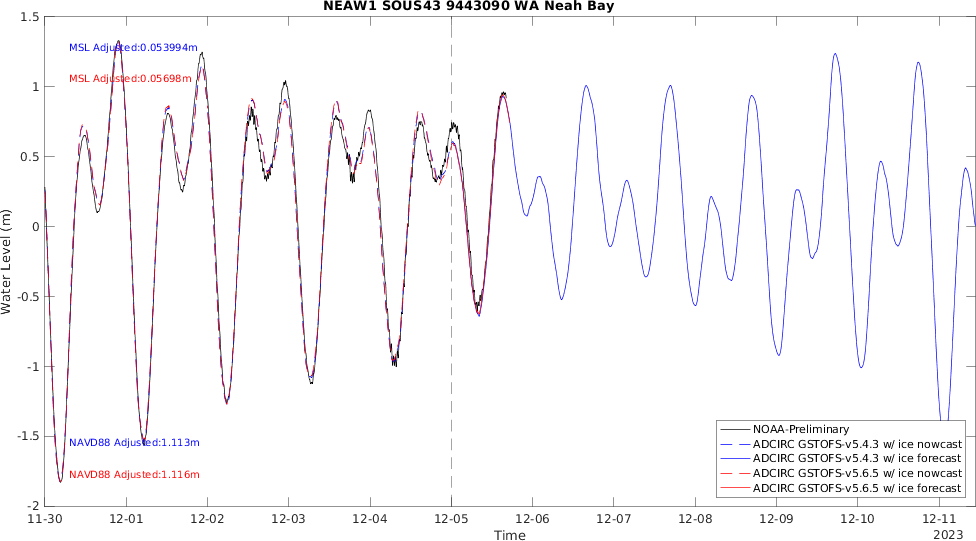 NEAW1 SOUS43 9443090 WA Neah Bay
1.5
1
0.5
0
-0.5
-1
-1.5
-2
Water Level (m)
MSL Adjusted:0.053994m
MSL Adjusted:0.05698m
NAVD88 Adjusted:1.113m
NAVD88 Adjusted:1.116m
NOAA-Preliminary
ADCIRC GSTOFS-v5.4.3 w/ ice nowcast
ADCIRC GSTOFS-v5.4.3 w/ ice forecast
ADCIRC GSTOFS-v5.6.5 w/ ice nowcast
ADCIRC GSTOFS-v5.6.5 w/ ice forecast
11-30 12-01 12-02 12-03 12-04 12-05 12-06 12-07 12-08 12-09 12-10 12-11
Time 2023